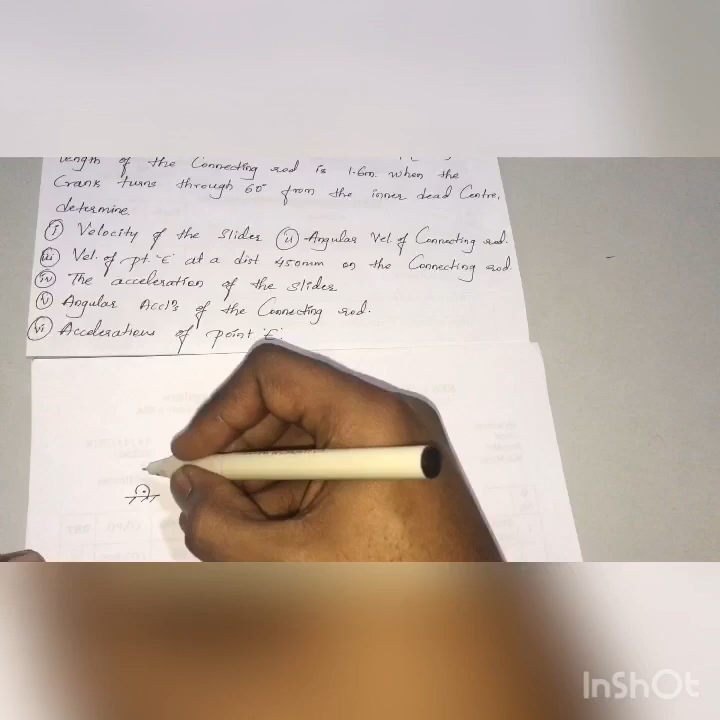 length of the Connecting rod is 1.6m. when the
Crank turns through 60° from the inner dead Centre,
determine.
(i) Velocity of the slider (ii) Angular Vel of Connecting rod.
(iii) Vel. of pt. 'E' at a dist 450mm on the Connecting rod.
(iv) The acceleration of the slider
(v) Angular Accln of the Connecting rod.
(vi) Accelerations of point 'E'.
InShOt